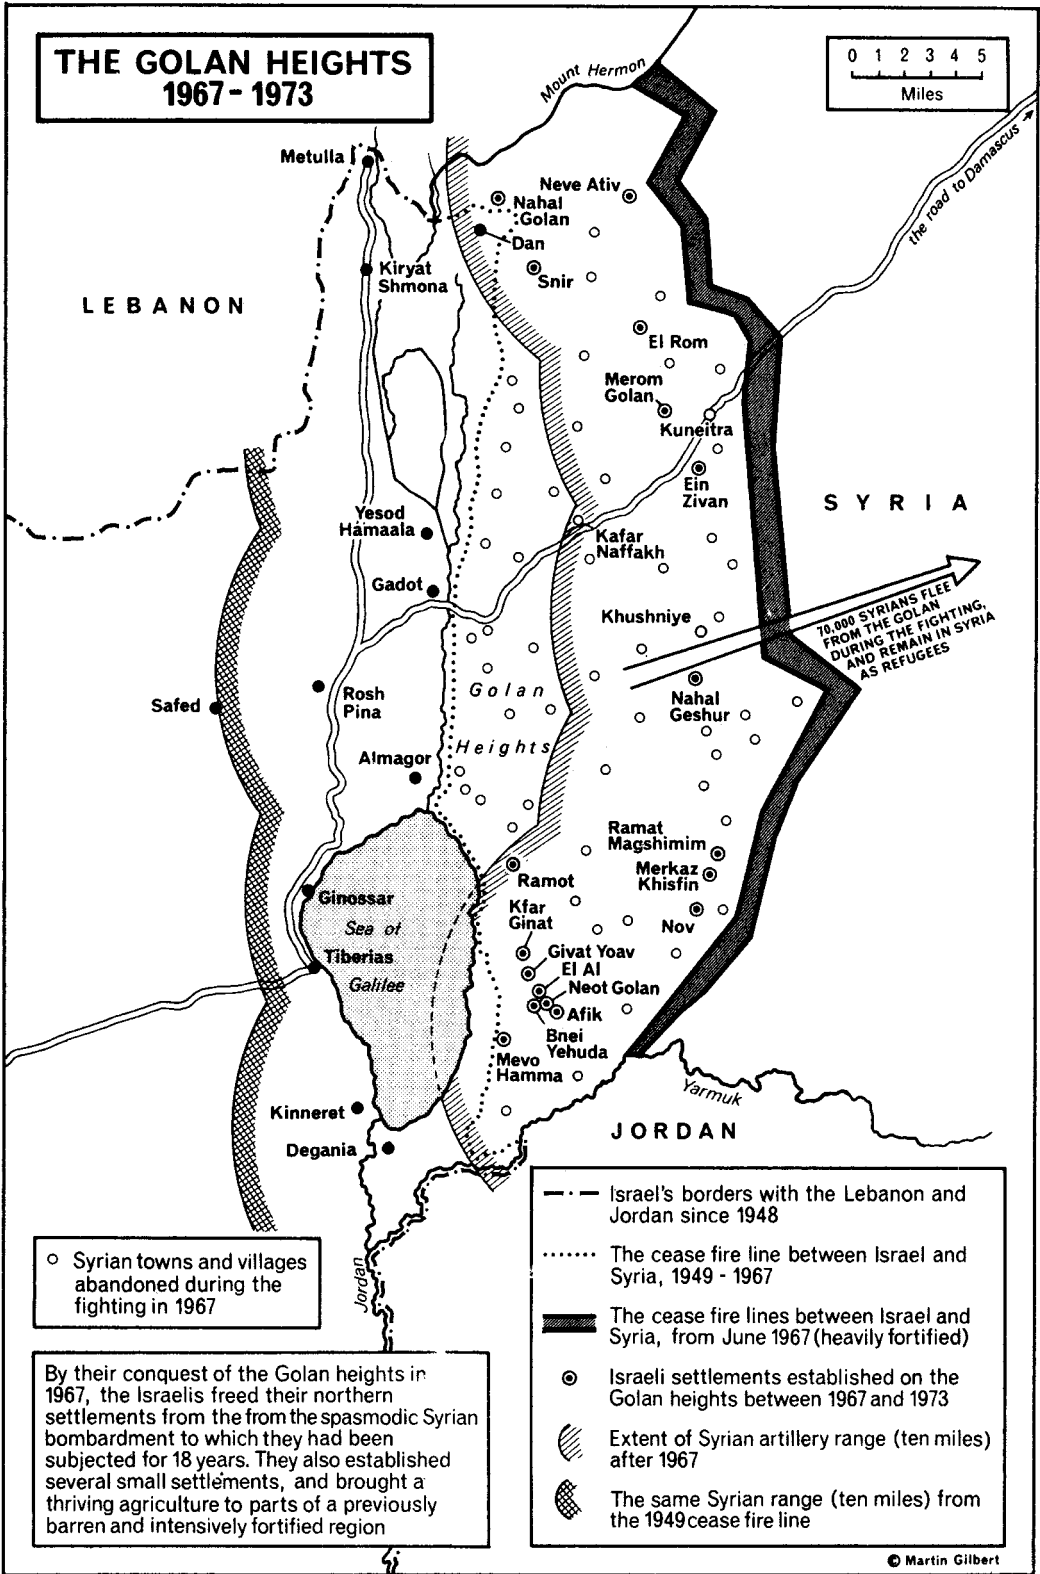 THE GOLAN HEIGHTS
1967 - 1973
0 1 2 3 4 5
Miles
Mount Hermon
the road to Damascus
Metulla
Neve Ativ
Nahal
Golan
Dan
Kiryat
Shmona
Snir
LEBANON
El Rom
Merom
Golan
Kuneitra
Ein
Zivan
SYRIA
Yesod
Hamaala
Kafar
Naffakh
Gadot
Khushniye
70,000 SYRIANS FLEE
FROM THE GOLAN
DURING THE FIGHTING,
AND REMAIN IN SYRIA
AS REFUGEES
Safed
Rosh
Pina
Golan
Heights
Nahal
Geshur
Almagor
Ramat
Magshimim
Merkaz
Khisfin
Ramot
Ginossar
Kfar
Ginat
Nov
Sea of
Galilee
Tiberias
Givat Yoav
El Al
Neot Golan
Afik
Bnei
Yehuda
Mevo
Hamma
Yarmuk
Kinneret
JORDAN
Degania
Jordan
Syrian towns and villages
abandoned during the
fighting in 1967
By their conquest of the Golan heights in
1967, the Israelis freed their northern
settlements from the from the spasmodic Syrian
bombardment to which they had been
subjected for 18 years. They also established
several small settlements, and brought a
thriving agriculture to parts of a previously
barren and intensively fortified region
Israel's borders with the Lebanon and
Jordan since 1948
The cease fire line between Israel and
Syria, 1949 - 1967
The cease fire lines between Israel and
Syria, from June 1967 (heavily fortified)
Israeli settlements established on the
Golan heights between 1967 and 1973
Extent of Syrian artillery range (ten miles)
after 1967
The same Syrian range (ten miles) from
the 1949 cease fire line
© Martin Gilbert